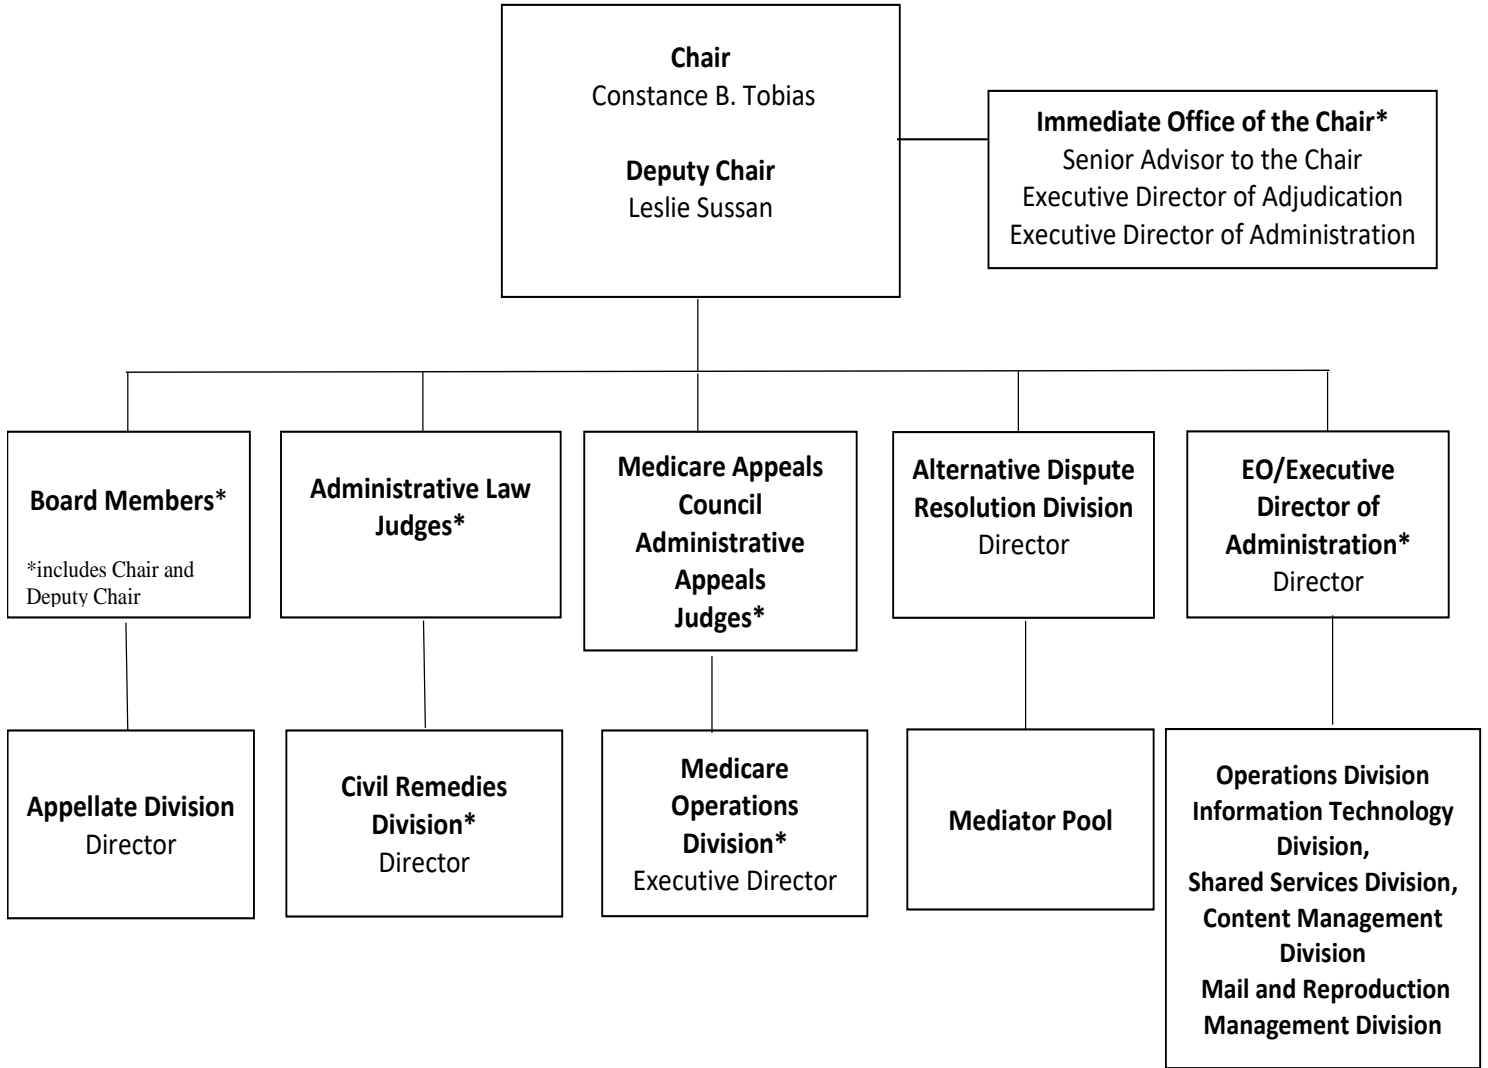 Chair
Constance B. Tobias
Deputy Chair
Leslie Sussan
Immediate Office of the Chair*
Senior Advisor to the Chair
Executive Director of Adjudication
Executive Director of Administration
Board Members*
*includes Chair and
Deputy Chair
Administrative Law
Judges*
Medicare Appeals
Council
Administrative
Appeals
Judges*
Alternative Dispute
Resolution Division
Director
EO/Executive
Director of
Administration*
Director
Appellate Division
Director
Civil Remedies
Division*
Director
Medicare
Operations
Division*
Executive Director
Mediator Pool
Operations Division
Information Technology
Division,
Shared Services Division,
Content Management
Division
Mail and Reproduction
Management Division